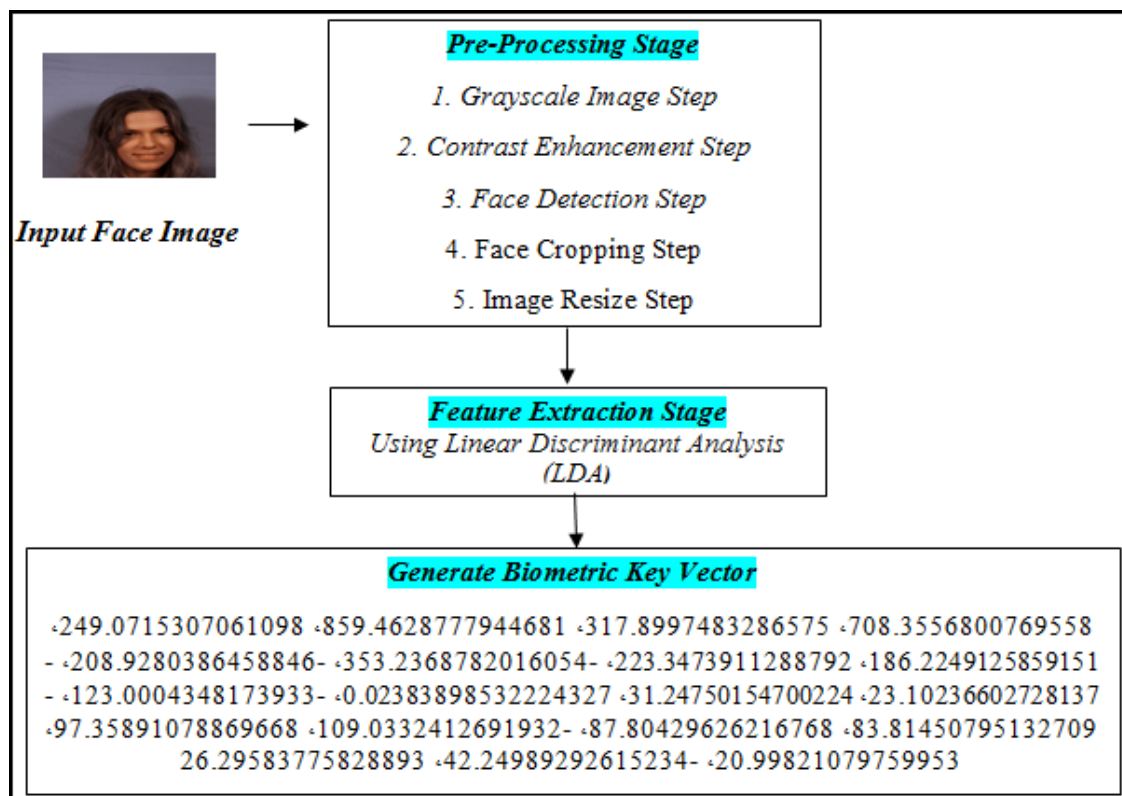 Input Face Image
Pre-Processing Stage
1. Grayscale Image Step
2. Contrast Enhancement Step
3. Face Detection Step
4. Face Cropping Step
5. Image Resize Step
Feature Extraction Stage
Using Linear Discriminant Analysis
(LDA)
Generate Biometric Key Vector
،249.0715307061098 ،859.4628777944681 ،317.8997483286575 ،708.3556800769558
- ،208.9280386458846- ،353.2368782016054- ،223.3473911288792 ،186.2249125859151
- ،123.0004348173933- ،0.02383898532224327 ،31.24750154700224 ،23.10236602728137
،97.35891078869668 ،109.0332412691932- ،87.80429626216768 ،83.81450795132709
26.29583775828893 ،42.24989292615234- ،20.99821079759953